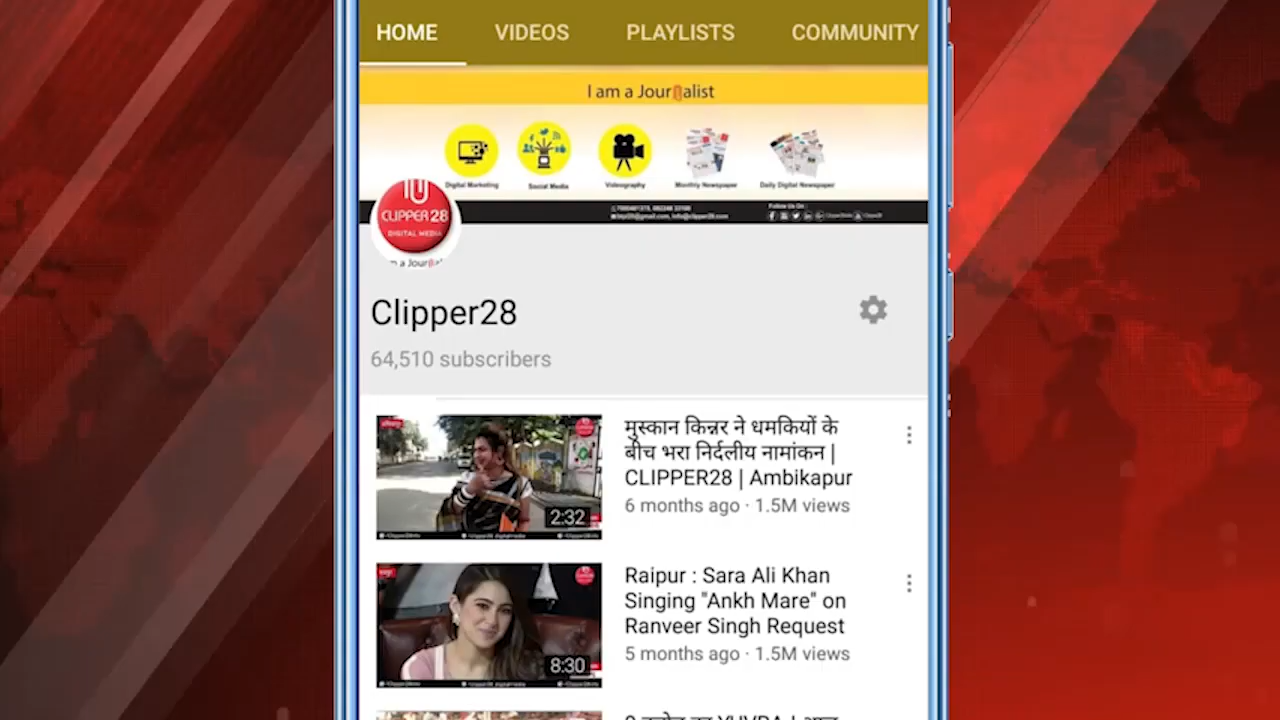 HOME VIDEOS PLAYLISTS COMMUNITY
I am a Journalist
Digital Marketing Social Media Videography Monthly Newspaper Daily Digital Newspaper
Follow Us On :
CLIPPER 28
DIGITAL MEDIA
Clipper28
64,510 subscribers
मुस्कान किन्नर ने धमकियों के
बीच भरा निर्दलीय नामांकन |
CLIPPER28 | Ambikapur
6 months ago · 1.5M views
2:32
Raipur : Sara Ali Khan
Singing "Ankh Mare" on
Ranveer Singh Request
5 months ago · 1.5M views
8:30